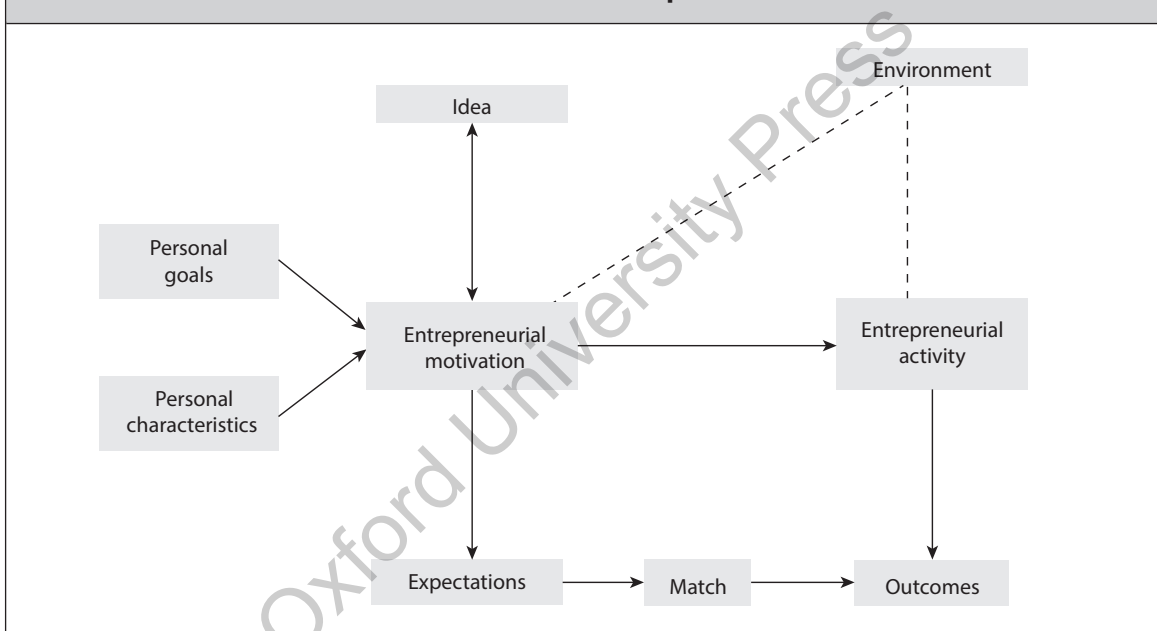 Environment
Idea
Personal
goals
Entrepreneurial
motivation
Entrepreneurial
activity
Personal
characteristics
Expectations
Match
Outcomes
Oxford University Press